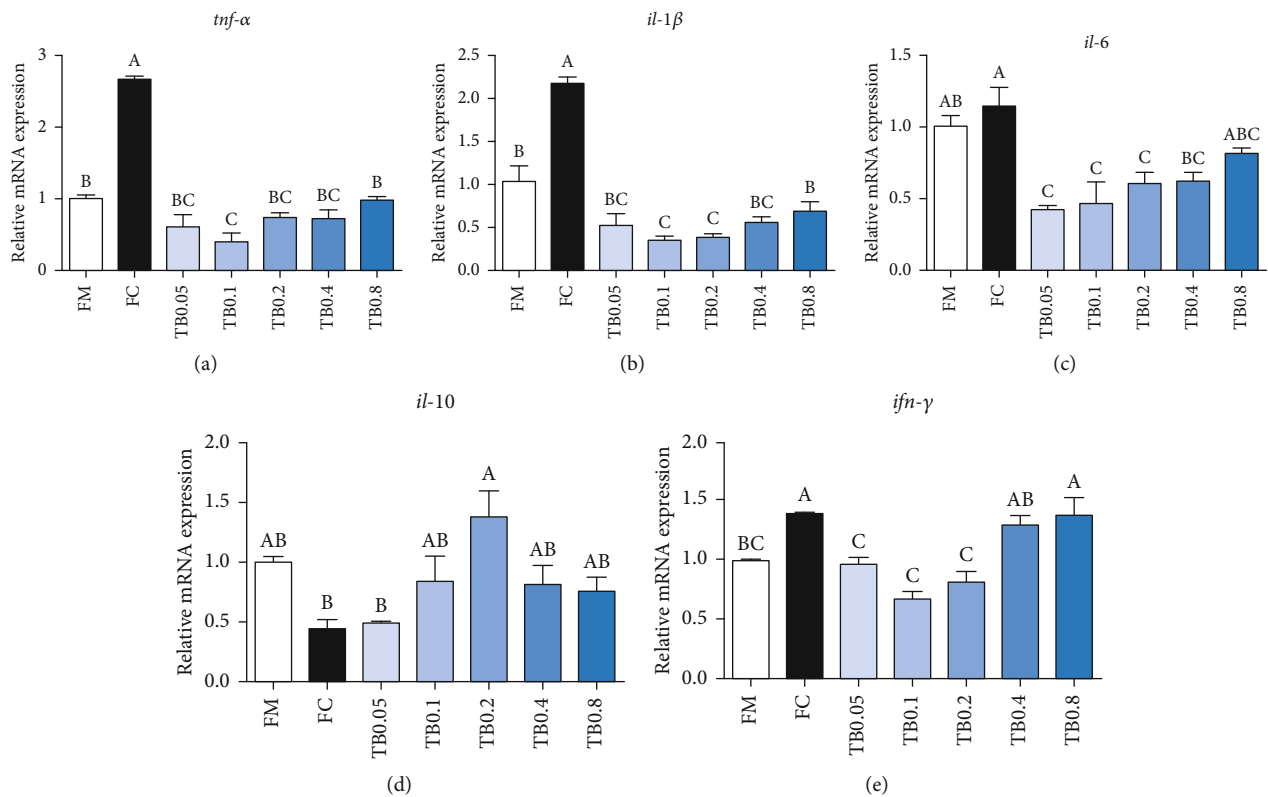 tnf-α
Relative mRNA expression
3
2
1
0
B
A
BC
C
BC
BC
B
FM
FC
TB0.05
TB0.1
TB0.2
TB0.4
TB0.8
(a)
il-1β
Relative mRNA expression
2.5
2.0
1.5
1.0
0.5
0.0
B
A
BC
C
C
BC
B
FM
FC
TB0.05
TB0.1
TB0.2
TB0.4
TB0.8
(b)
il-6
Relative mRNA expression
1.5
1.0
0.5
0.0
AB
A
C
C
C
BC
ABC
FM
FC
TB0.05
TB0.1
TB0.2
TB0.4
TB0.8
(c)
il-10
Relative mRNA expression
2.0
1.5
1.0
0.5
0.0
AB
B
B
AB
A
AB
AB
FM
FC
TB0.05
TB0.1
TB0.2
TB0.4
TB0.8
(d)
ifn-γ
Relative mRNA expression
2.0
1.5
1.0
0.5
0.0
BC
A
C
C
C
AB
A
FM
FC
TB0.05
TB0.1
TB0.2
TB0.4
TB0.8
(e)